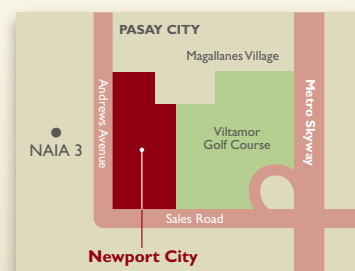 PASAY CITY
Magallanes Village
Andrews Avenue
Metro Skyway
NAIA 3
Viltamor
Golf Course
Sales Road
Newport City